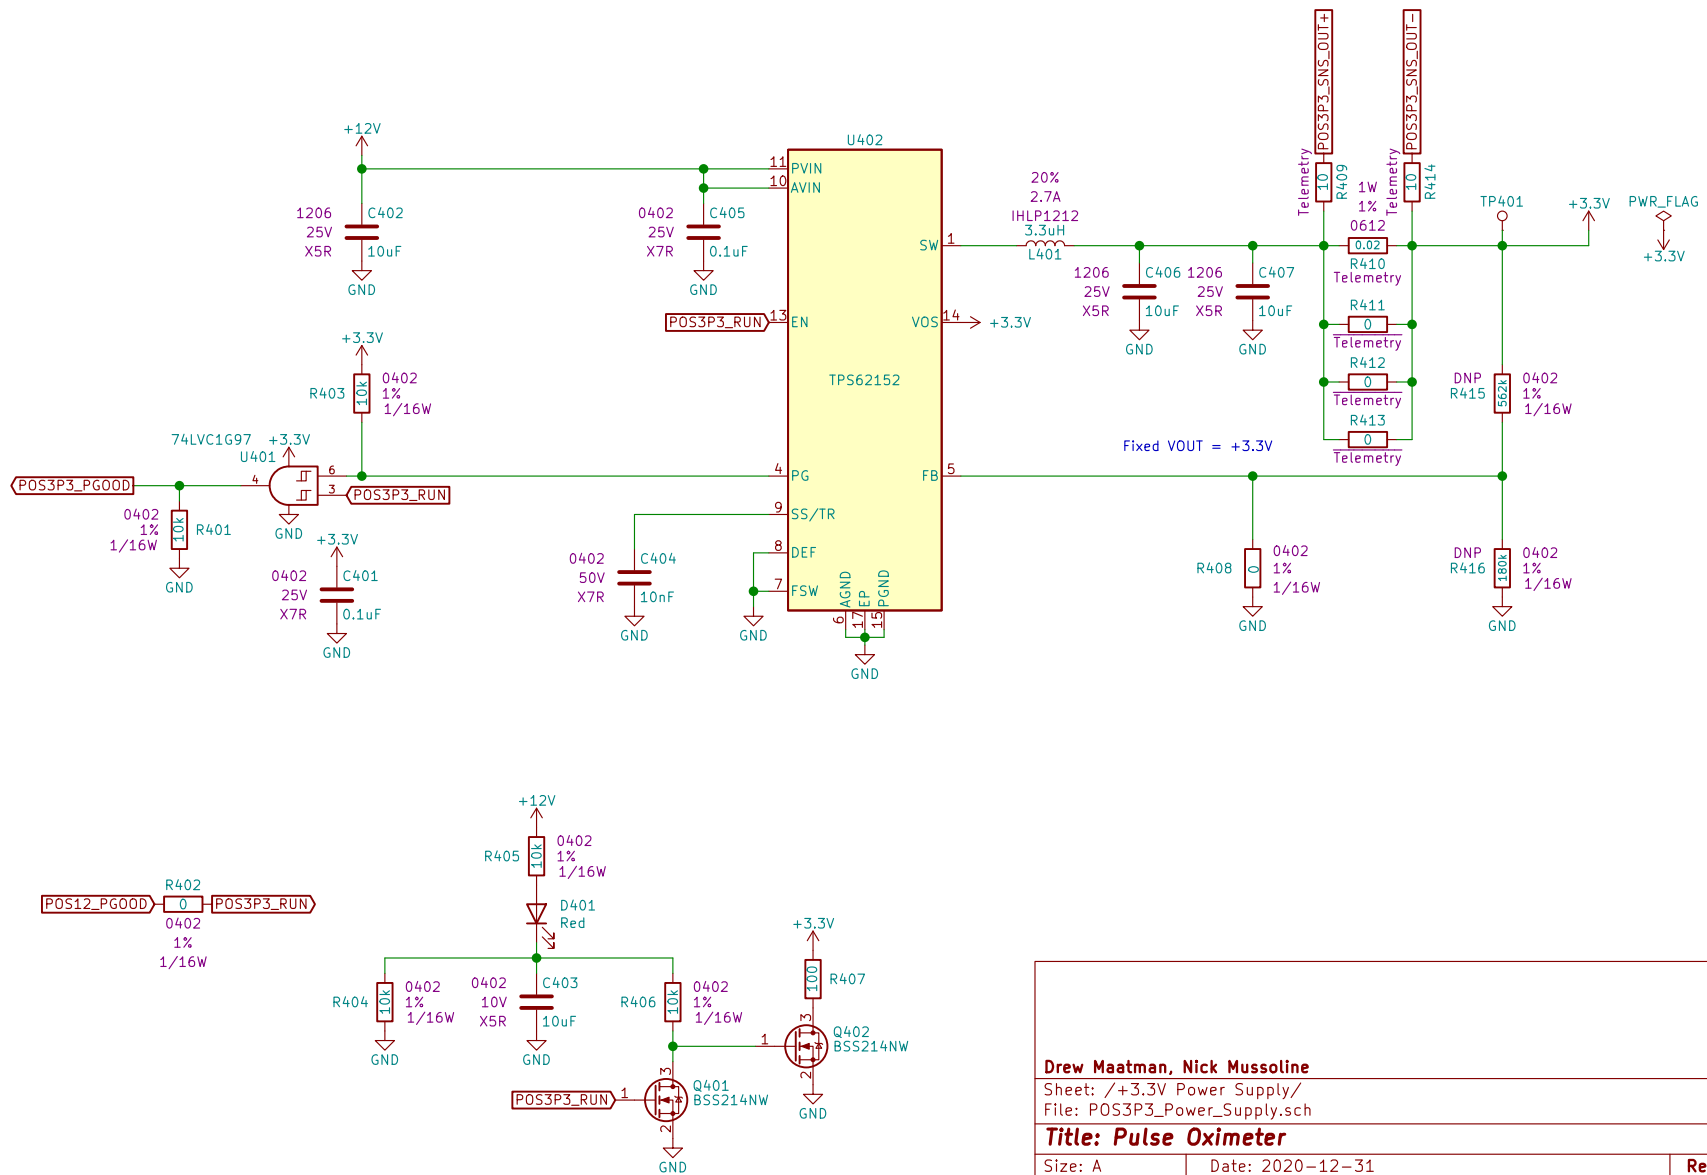 POS3P3_SNS_OUT+
POS3P3_SNS_OUT-
Telemetry
10
R409
Telemetry
10
R414
+12V
1206
25V
X5R
C402
10uF
GND
0402
25V
X7R
C405
0.1uF
GND
U402
TPS62152
11
PVIN
10
AVIN
13
EN
POS3P3_RUN
4
PG
9
SS/TR
8
DEF
7
FSW
SW
1
VOS
14
+3.3V
FB
5
AGND
EP
PGND
6
17
15
GND
20%
2.7A
IHLP1212
3.3uH
L401
1206
25V
X5R
C406
10uF
GND
1206
25V
X5R
C407
10uF
GND
1W
1%
0612
0.02
R410
Telemetry
R411
0
Telemetry
R412
0
Telemetry
R413
0
Telemetry
TP401
+3.3V
PWR_FLAG
+3.3V
DNP
R415
562k
0402
1%
1/16W
Fixed VOUT = +3.3V
R408
0
0402
1%
1/16W
GND
DNP
R416
180k
0402
1%
1/16W
GND
+3.3V
R403
10k
0402
1%
1/16W
74LVC1G97
+3.3V
U401
4
6
3
GND
POS3P3_PGOOD
POS3P3_RUN
0402
1%
1/16W
10k
R401
GND
+3.3V
0402
25V
X7R
C401
0.1uF
GND
0402
50V
X7R
C404
10nF
GND
GND
POS12_PGOOD
R402
0
POS3P3_RUN
0402
1%
1/16W
+12V
R405
10k
0402
1%
1/16W
D401
Red
R404
10k
0402
1%
1/16W
GND
0402
10V
X5R
C403
10uF
GND
R406
10k
0402
1%
1/16W
+3.3V
100
R407
3
1
2
Q402
BSS214NW
GND
POS3P3_RUN
3
1
2
Q401
BSS214NW
GND
Drew Maatman, Nick Mussoline
Sheet: /+3.3V Power Supply/
File: POS3P3_Power_Supply.sch
Title: Pulse Oximeter
Size: A
Date: 2020-12-31
Re